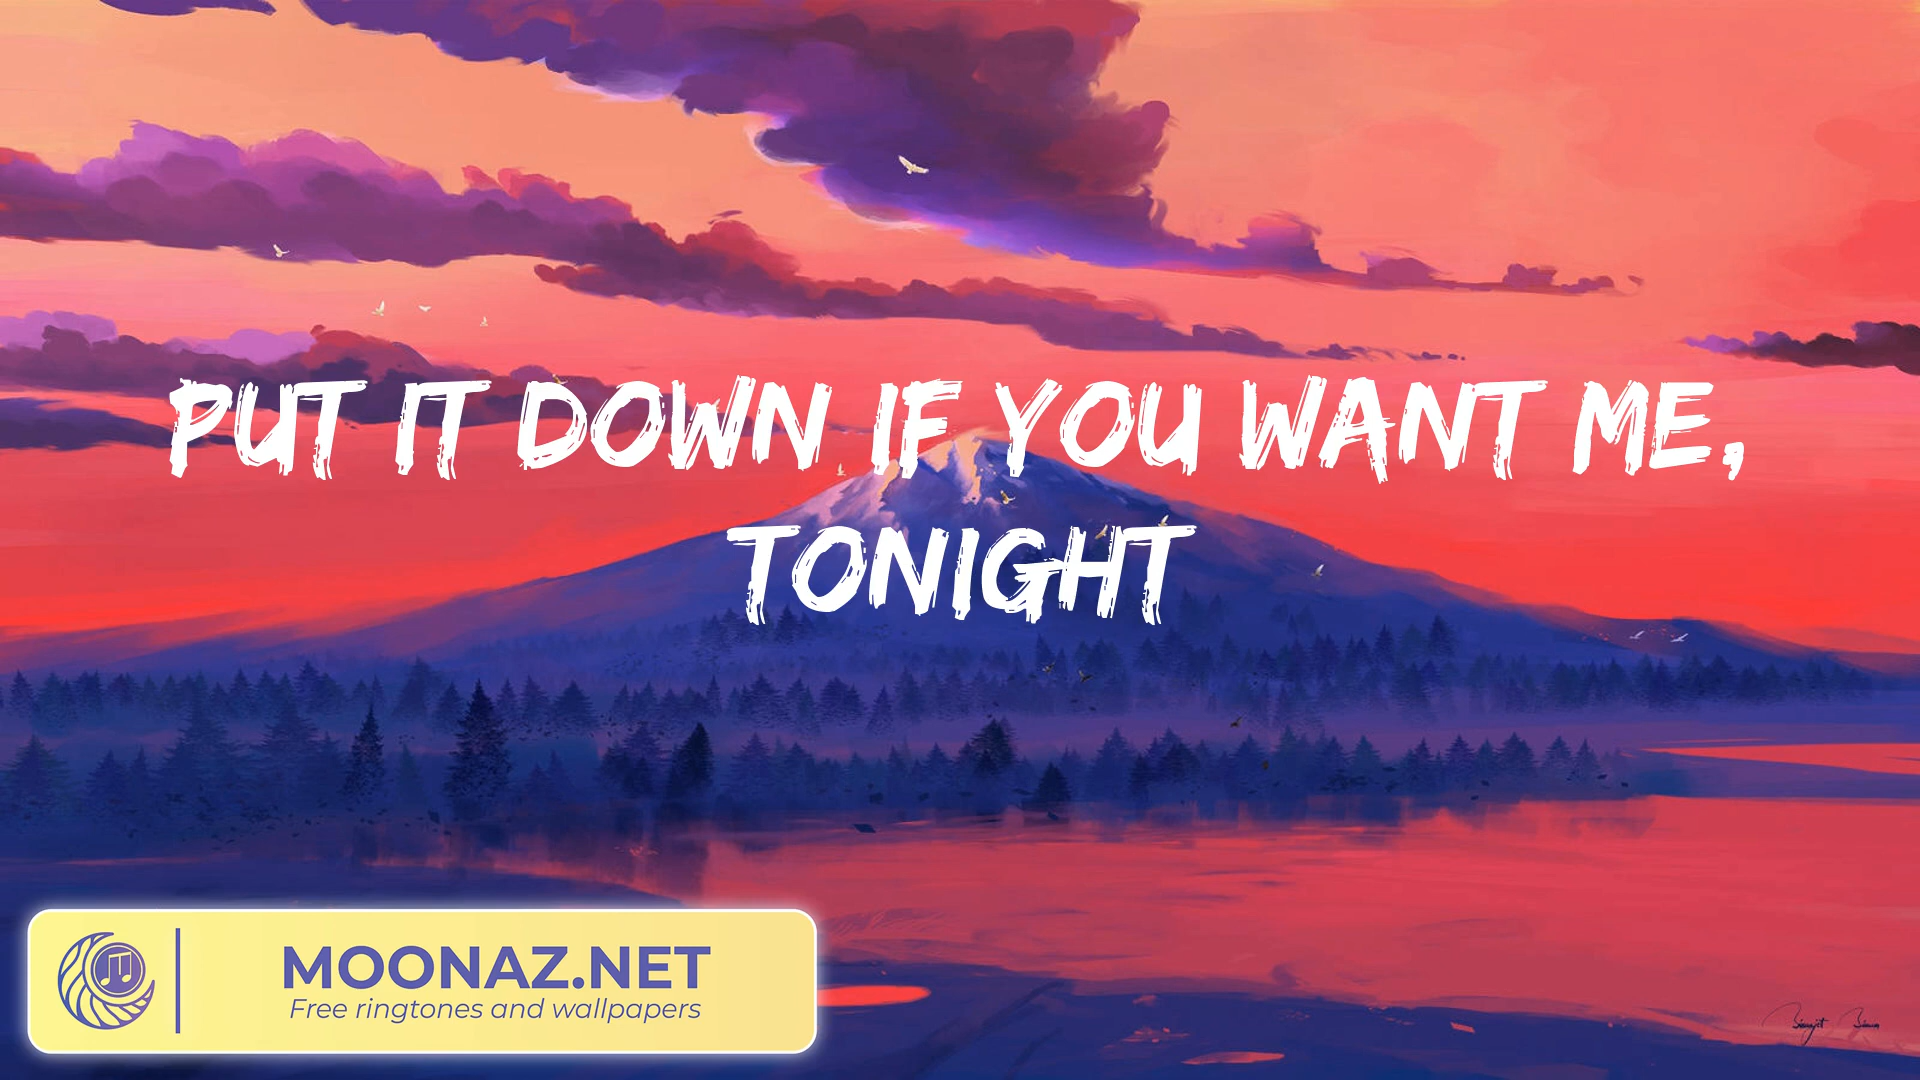 PUT IT DOWN IF YOU WANT ME,
TONIGHT
MOONAZ.NET
Free ringtones and wallpapers